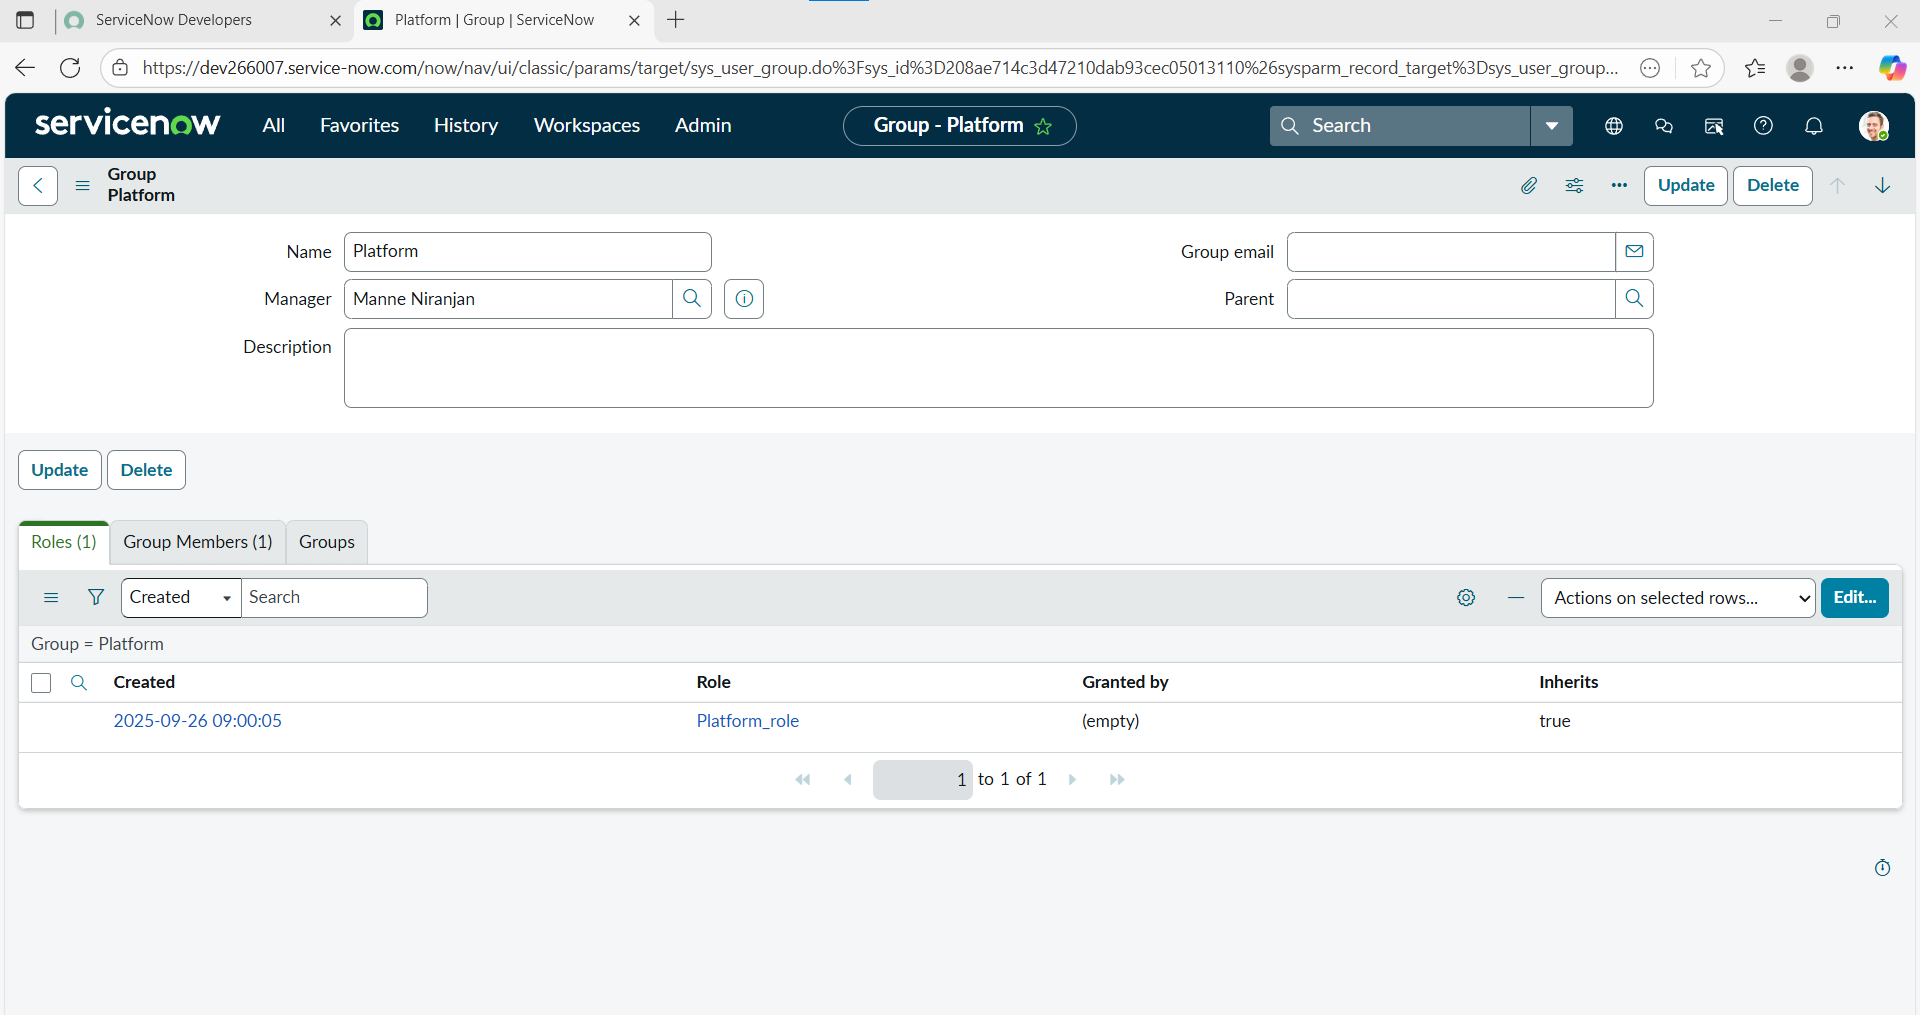 ServiceNow Developers
Platform | Group | ServiceNow
https://dev266007.service-now.com/now/nav/ui/classic/params/target/sys_user_group.do%3Fsys_id%3D208ae714c3d47210dab93cec05013110%26sysparm_record_target%3Dsys_user_group...
servicenow All Favorites History Workspaces Admin Group - Platform Search
Group
Platform
Update Delete
Name Platform Group email
Manager Manne Niranjan Parent
Description
Update Delete
Roles (1) Group Members (1) Groups
Created Search Actions on selected rows... Edit...
Group = Platform
Created Role Granted by Inherits
2025-09-26 09:00:05 Platform_role (empty) true
1 to 1 of 1